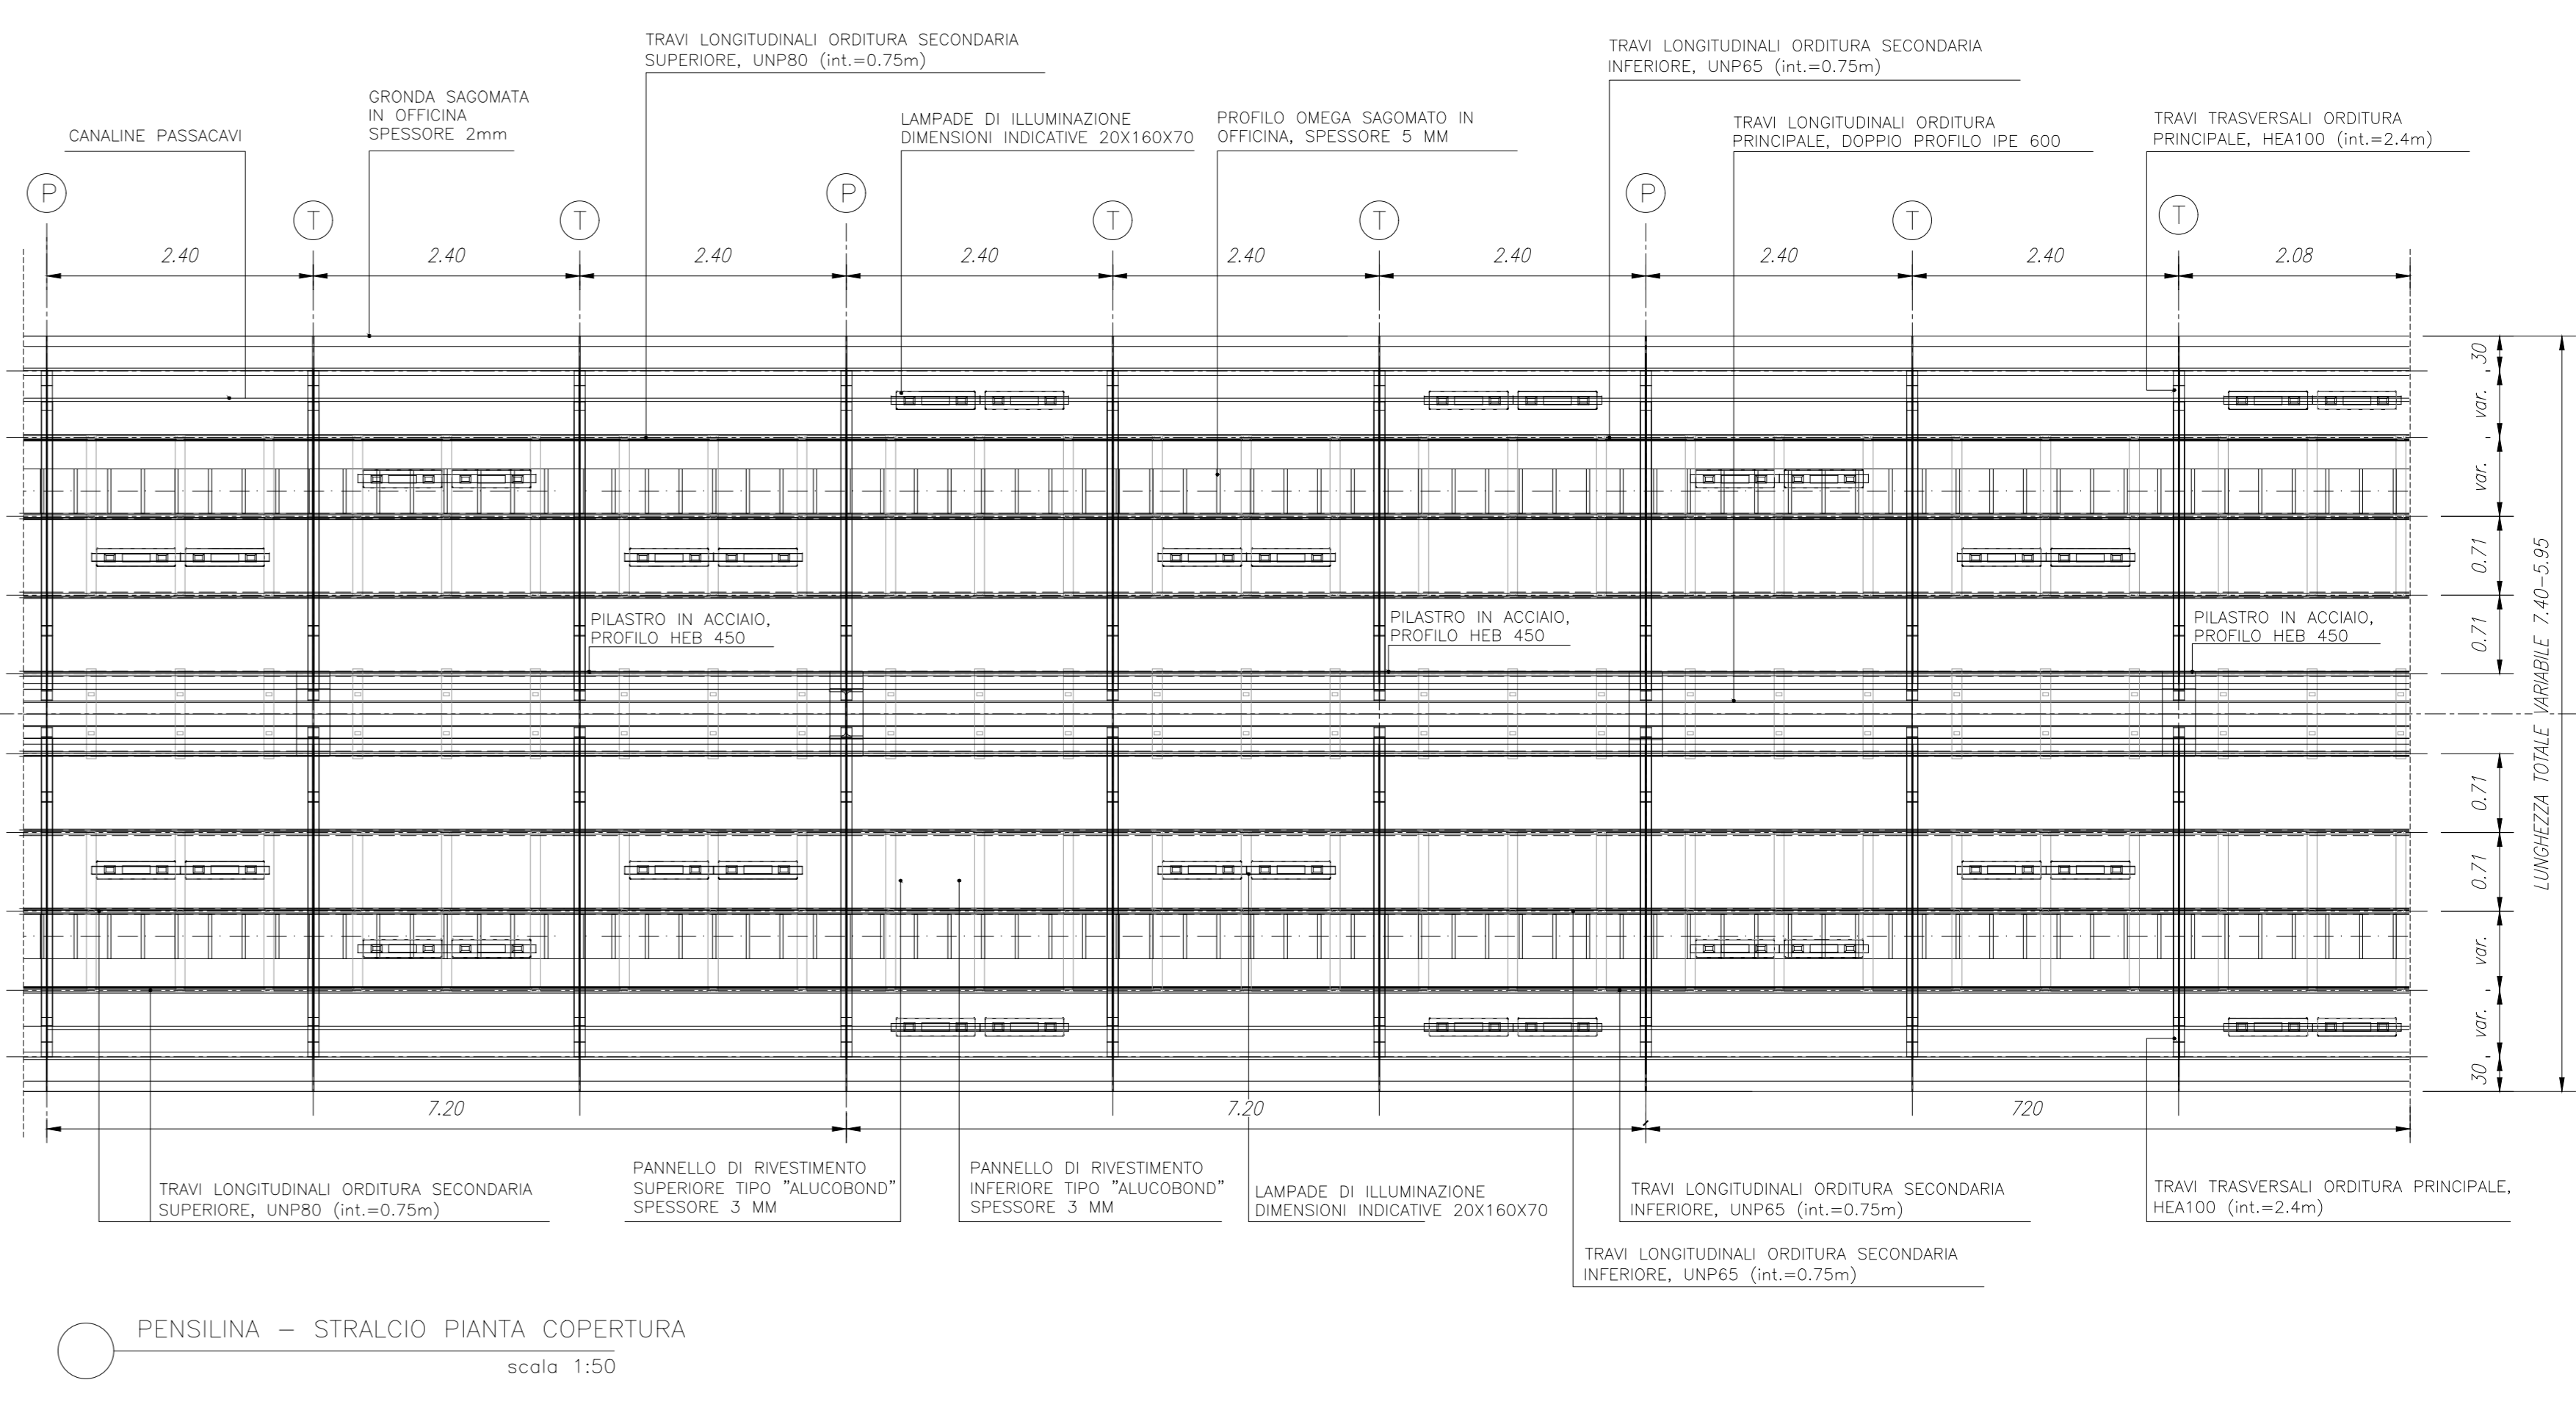 TRAVI LONGITUDINALI ORDITURA SECONDARIA
SUPERIORE, UNP80 (int.=0.75m)
TRAVI LONGITUDINALI ORDITURA SECONDARIA
INFERIORE, UNP65 (int.=0.75m)
GRONDA SAGOMATA
IN OFFICINA
SPESSORE 2mm
CANALINE PASSACAVI
LAMPADE DI ILLUMINAZIONE
DIMENSIONI INDICATIVE 20X160X70
PROFILO OMEGA SAGOMATO IN
OFFICINA, SPESSORE 5 MM
TRAVI LONGITUDINALI ORDITURA
PRINCIPALE, DOPPIO PROFILO IPE 600
TRAVI TRASVERSALI ORDITURA
PRINCIPALE, HEA100 (int.=2.4m)
P
T
T
P
T
T
P
T
T
2.40
2.40
2.40
2.40
2.40
2.40
2.40
2.40
2.08
30
var.
var.
0.71
0.71
0.71
0.71
var.
var.
30
LUNGHEZZA TOTALE VARIABILE 7.40-5.95
PILASTRO IN ACCIAIO,
PROFILO HEB 450
PILASTRO IN ACCIAIO,
PROFILO HEB 450
PILASTRO IN ACCIAIO,
PROFILO HEB 450
7.20
7.20
720
TRAVI LONGITUDINALI ORDITURA SECONDARIA
SUPERIORE, UNP80 (int.=0.75m)
PANNELLO DI RIVESTIMENTO
SUPERIORE TIPO "ALUCOBOND"
SPESSORE 3 MM
PANNELLO DI RIVESTIMENTO
INFERIORE TIPO "ALUCOBOND"
SPESSORE 3 MM
LAMPADE DI ILLUMINAZIONE
DIMENSIONI INDICATIVE 20X160X70
TRAVI LONGITUDINALI ORDITURA SECONDARIA
INFERIORE, UNP65 (int.=0.75m)
TRAVI LONGITUDINALI ORDITURA SECONDARIA
INFERIORE, UNP65 (int.=0.75m)
TRAVI TRASVERSALI ORDITURA PRINCIPALE,
HEA100 (int.=2.4m)
PENSILINA - STRALCIO PIANTA COPERTURA
scala 1:50